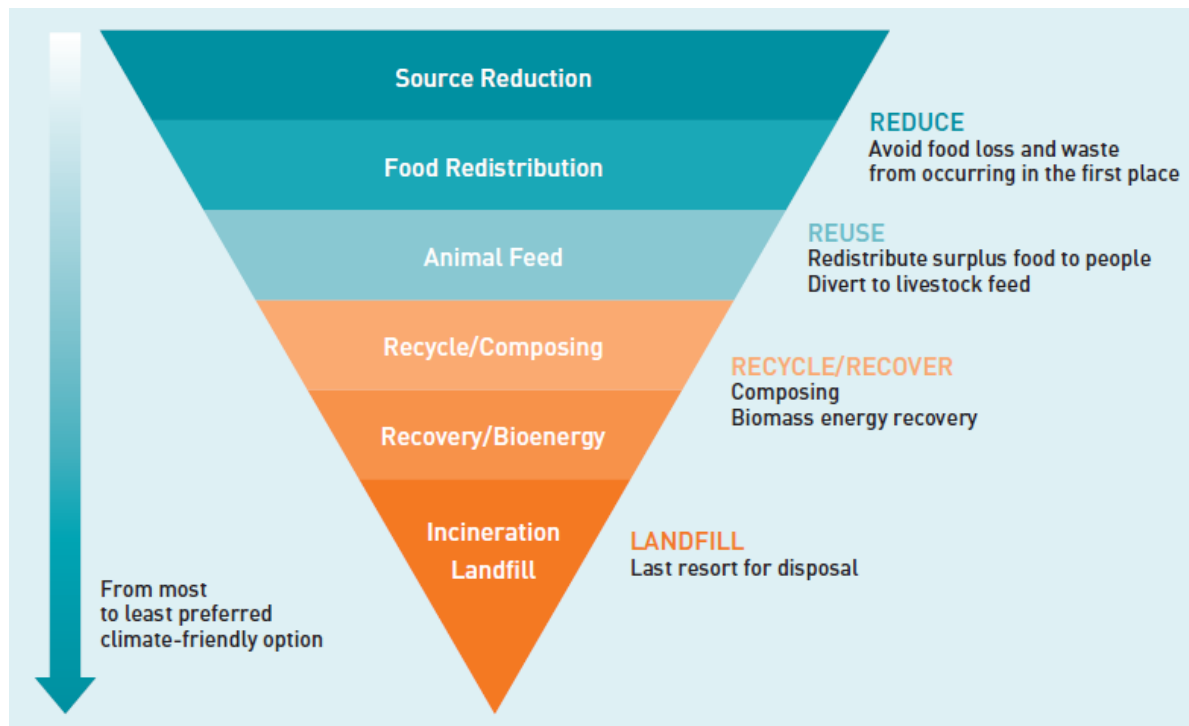 Source Reduction
Food Redistribution
Animal Feed
Recycle/Composing
Recovery/Bioenergy
Incineration
Landfill
REDUCE
Avoid food loss and waste
from occurring in the first place
REUSE
Redistribute surplus food to people
Divert to livestock feed
RECYCLE/RECOVER
Composing
Biomass energy recovery
LANDFILL
Last resort for disposal
From most
to least preferred
climate-friendly option